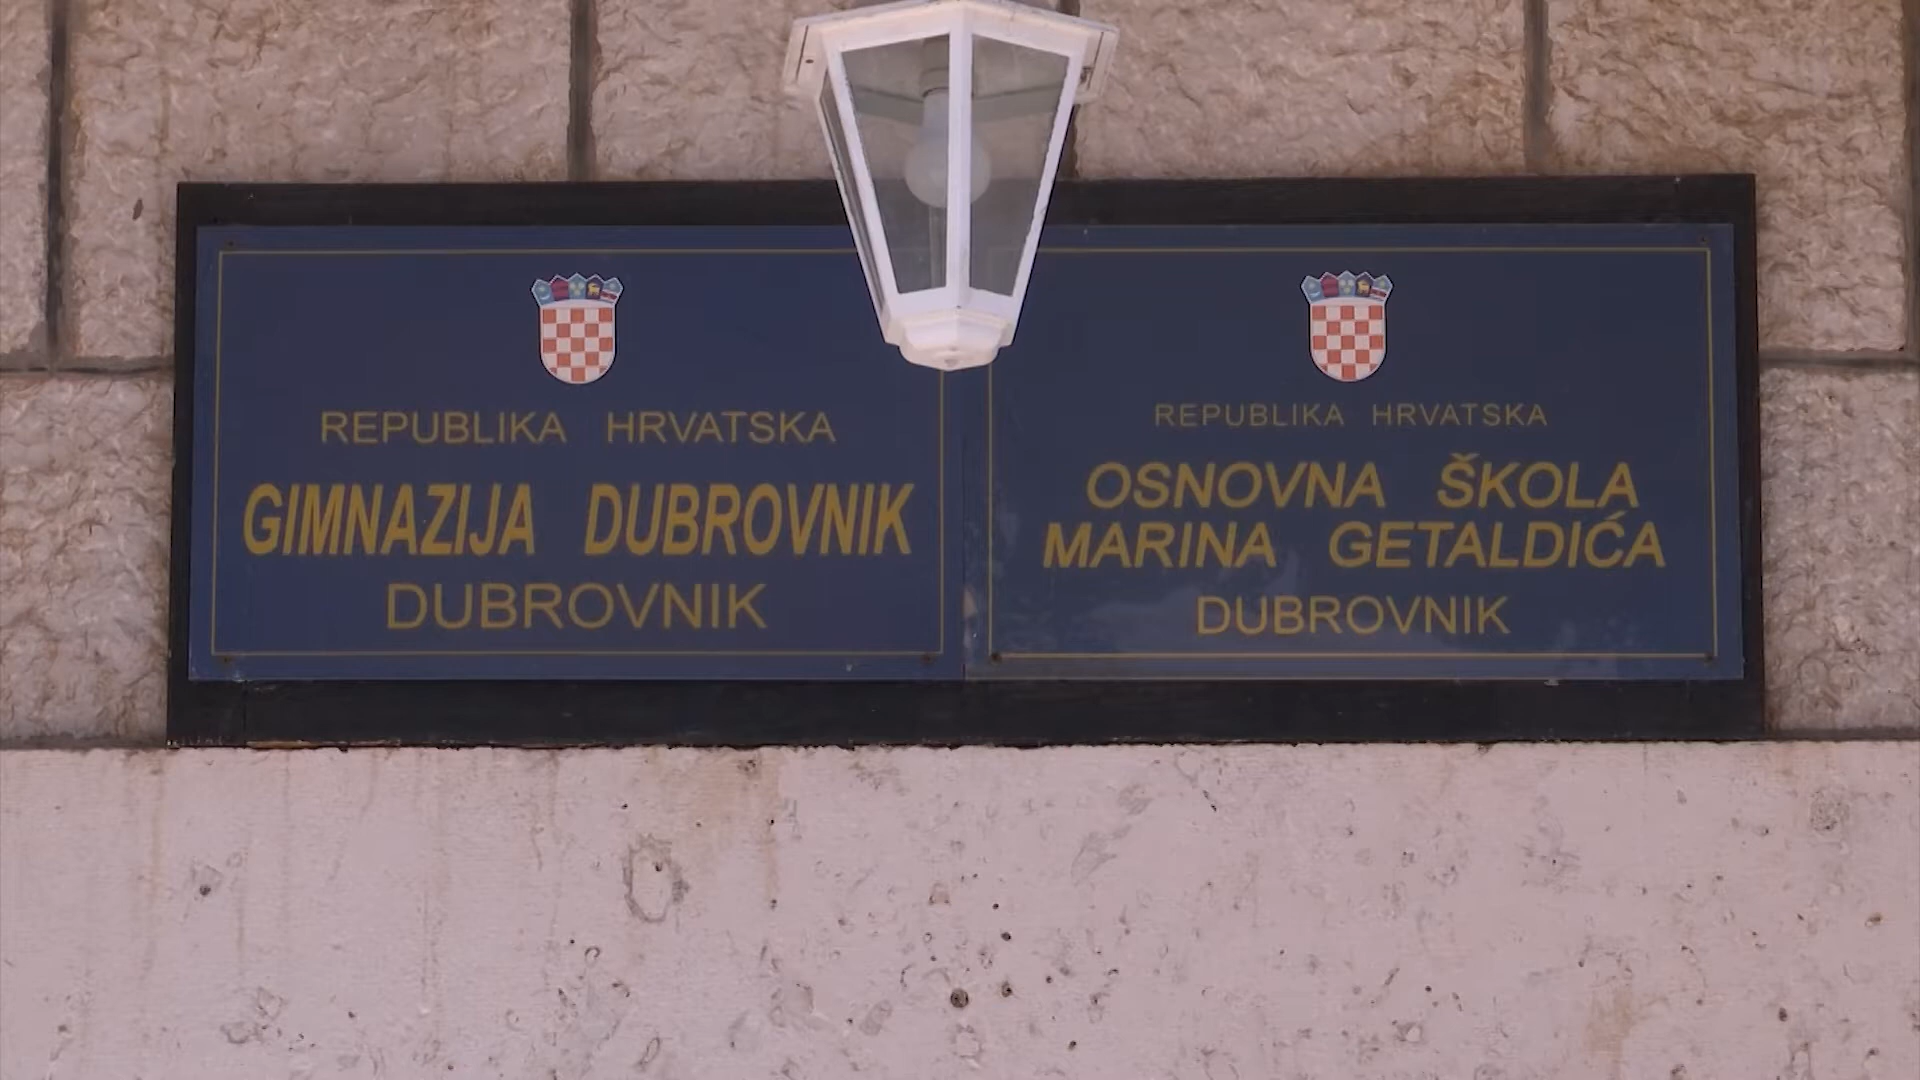 REPUBLIKA HRVATSKA
GIMNAZIJA DUBROVNIK
DUBROVNIK
REPUBLIKA HRVATSKA
OSNOVNA ŠKOLA
MARINA GETALDIĆA
DUBROVNIK